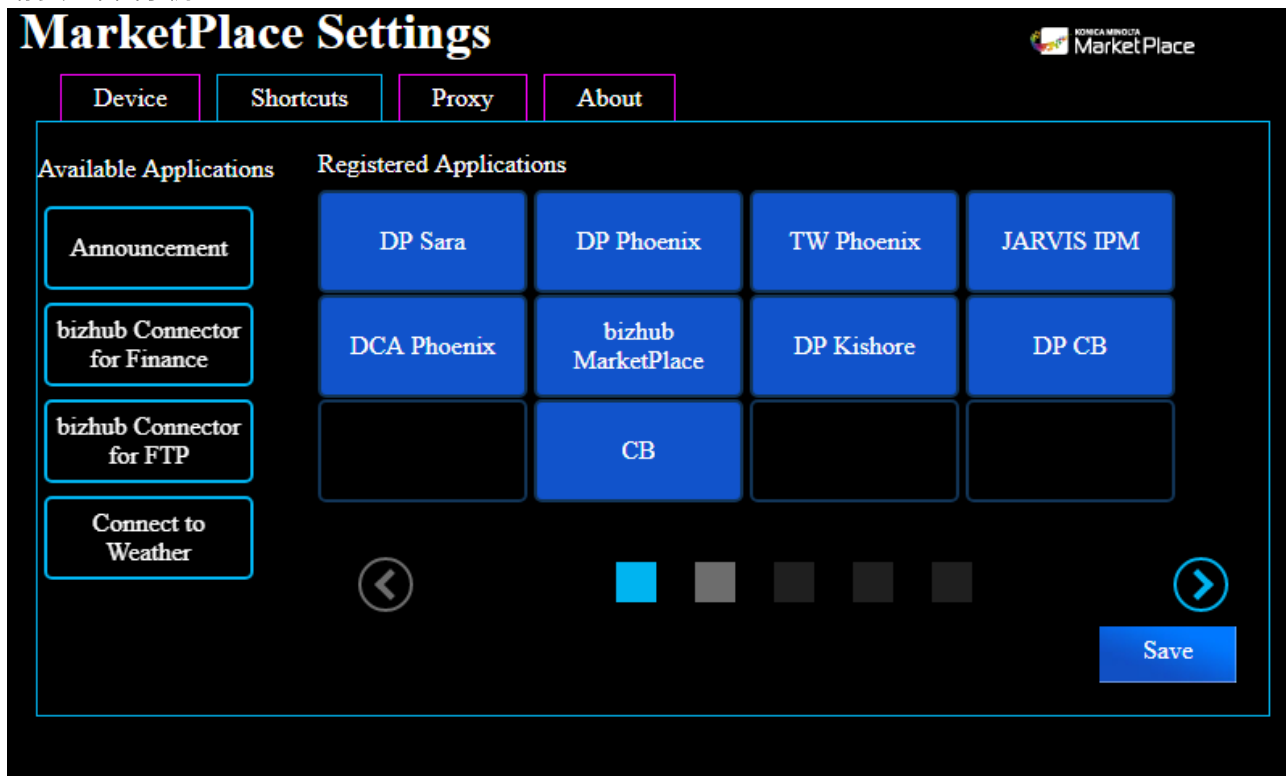 MarketPlace Settings
KONICA MINOLTA
MarketPlace
Device
Shortcuts
Proxy
About
Available Applications
Registered Applications
Announcement
bizhub Connector
for Finance
bizhub Connector
for FTP
Connect to
Weather
DP Sara
DP Phoenix
TW Phoenix
JARVIS IPM
DCA Phoenix
bizhub
MarketPlace
DP Kishore
DP CB
CB
Save